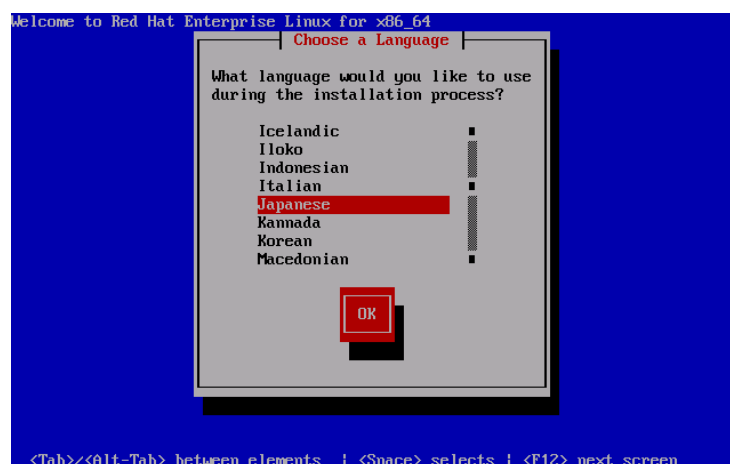 Welcome to Red Hat Enterprise Linux for x86_64
Choose a Language
What language would you like to use
during the installation process?
Icelandic
Iloko
Indonesian
Italian
Japanese
Kannada
Korean
Macedonian
OK
<Tab>/<Alt-Tab> between elements | <Space> selects | <F12> next screen